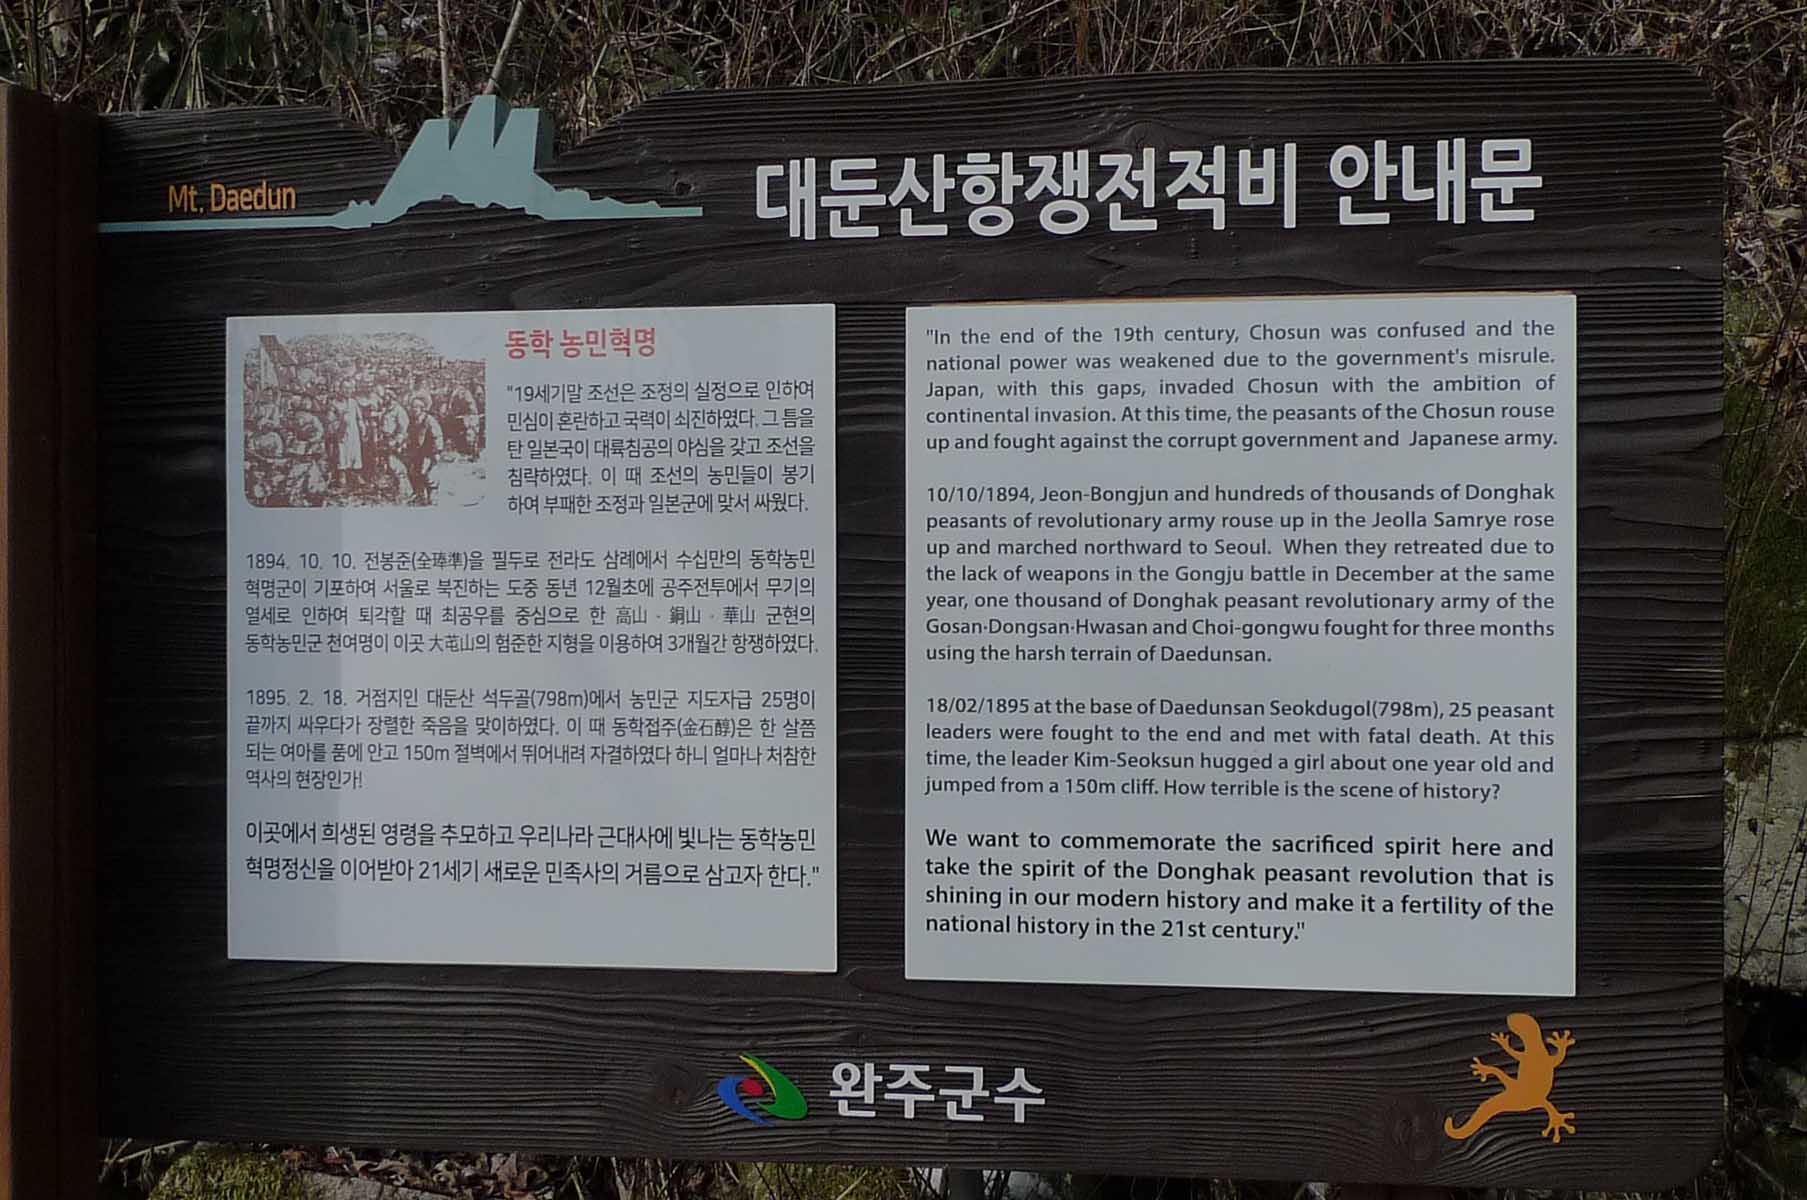 Mt. Daedun
대둔산항쟁전적비 안내문
동학 농민혁명
"19세기말 조선은 조정의 실정으로 인하여
민심이 혼란하고 국력이 쇠진하였다. 그 틈을
탄 일본국이 대륙침공의 야심을 갖고 조선을
침략하였다. 이 때 조선의 농민들이 봉기
하여 부패한 조정과 일본군에 맞서 싸웠다.
1894. 10. 10. 전봉준(全琫準)을 필두로 전라도 삼례에서 수십만의 동학농민
혁명군이 기포하여 서울로 북진하는 도중 동년 12월초에 공주전투에서 무기의
열세로 인하여 퇴각할 때 최공우를 중심으로 한 高山·銅山·華山 군현의
동학농민군 천여명이 이곳 大芚山의 험준한 지형을 이용하여 3개월간 항쟁하였다.
1895. 2. 18. 거점지인 대둔산 석두골(798m)에서 농민군 지도자급 25명이
끝까지 싸우다가 장렬한 죽음을 맞이하였다. 이 때 동학접주(金石醇)은 한 살쯤
되는 여아를 품에 안고 150m 절벽에서 뛰어내려 자결하였다 하니 얼마나 처참한
역사의 현장인가!
이곳에서 희생된 영령을 추모하고 우리나라 근대사에 빛나는 동학농민
혁명정신을 이어받아 21세기 새로운 민족사의 거름으로 삼고자 한다."
"In the end of the 19th century, Chosun was confused and the
national power was weakened due to the government's misrule.
Japan, with this gaps, invaded Chosun with the ambition of
continental invasion. At this time, the peasants of the Chosun rouse
up and fought against the corrupt government and Japanese army.
10/10/1894, Jeon-Bongjun and hundreds of thousands of Donghak
peasants of revolutionary army rouse up in the Jeolla Samrye rose
up and marched northward to Seoul. When they retreated due to
the lack of weapons in the Gongju battle in December at the same
year, one thousand of Donghak peasant revolutionary army of the
Gosan·Dongsan·Hwasan and Choi-gongwu fought for three months
using the harsh terrain of Daedunsan.
18/02/1895 at the base of Daedunsan Seokdugol(798m), 25 peasant
leaders were fought to the end and met with fatal death. At this
time, the leader Kim-Seoksun hugged a girl about one year old and
jumped from a 150m cliff. How terrible is the scene of history?
We want to commemorate the sacrificed spirit here and
take the spirit of the Donghak peasant revolution that is
shining in our modern history and make it a fertility of the
national history in the 21st century."
완주군수